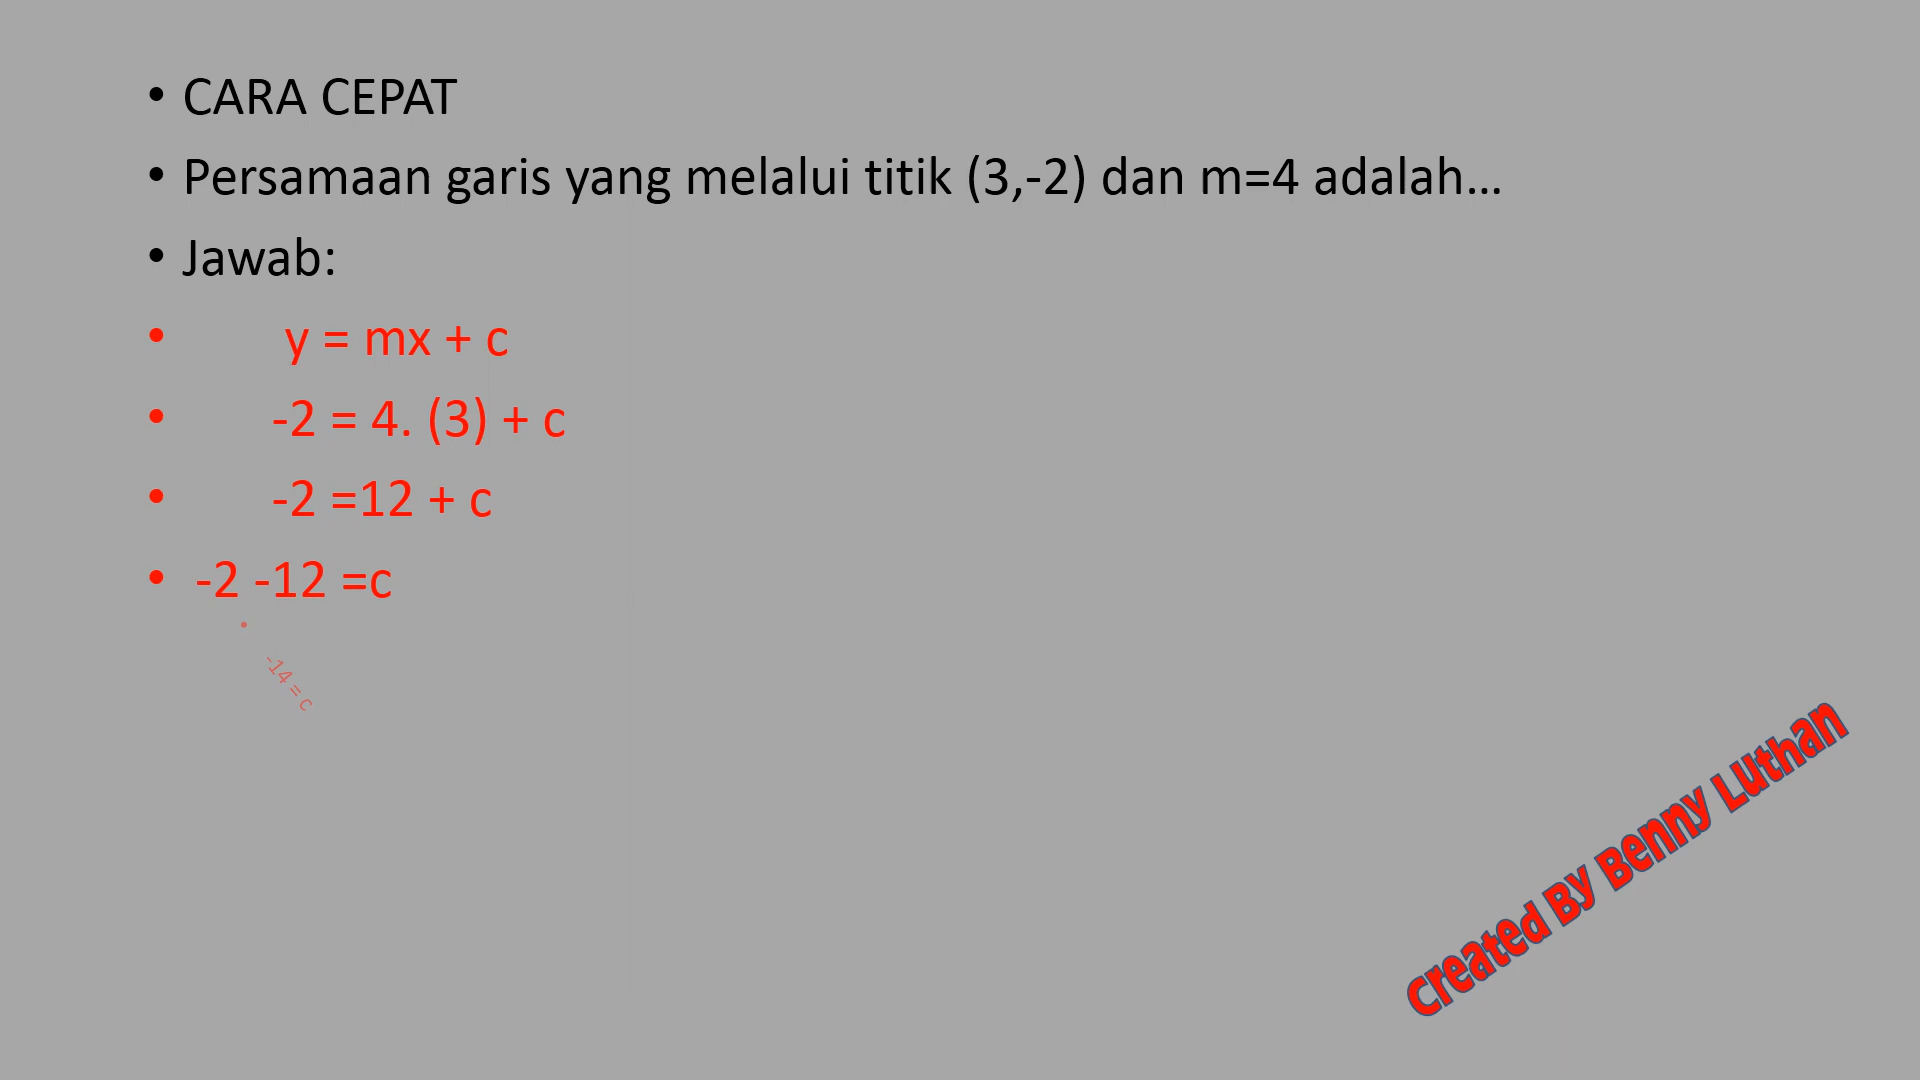 • CARA CEPAT
• Persamaan garis yang melalui titik (3,-2) dan m=4 adalah...
• Jawab:
• y = mx + c
• -2 = 4. (3) + c
• -2 =12 + c
• -2 -12 =c
• -14 = c
Created By Benny Luthan